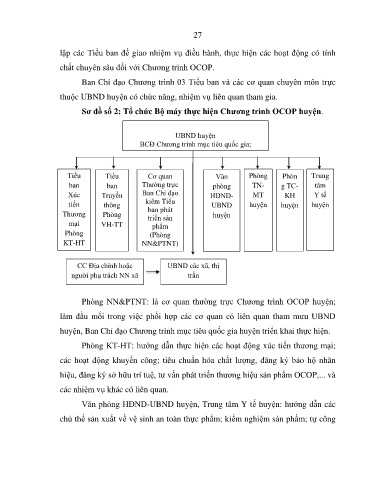 27
lập các Tiểu ban để giao nhiệm vụ điều hành, thực hiện các hoạt động có tính
chất chuyên sâu đối với Chương trình OCOP.
Ban Chỉ đạo Chương trình 03 Tiểu ban và các cơ quan chuyên môn trực
thuộc UBND huyện có chức năng, nhiệm vụ liên quan tham gia.
Sơ đồ số 2: Tổ chức Bộ máy thực hiện Chương trình OCOP huyện.
UBND huyện
BCĐ Chương trình mục tiêu quốc gia;
Tiểu
ban
Xúc
tiến
Thương
mại
Phòng
KT-HT
Tiểu
ban
Truyền
thông
Phòng
VH-TT
Cơ quan
Thường trực
Ban Chỉ đạo
kiêm Tiểu
ban phát
triển sản
phẩm
(Phòng
NN&PTNT)
Văn
phòng
HĐND-
UBND
huyện
Phòng
TN-
MT
huyện
Phòn
g TC-
KH
huyện
Trung
tâm
Y tế
huyện
CC Địa chính hoặc
người phụ trách NN xã
UBND các xã, thị
trấn
Phòng NN&PTNT: là cơ quan thường trực Chương trình OCOP huyện;
làm đầu mối trong việc phối hợp các cơ quan có liên quan tham mưu UBND
huyện, Ban Chỉ đạo Chương trình mục tiêu quốc gia huyện triển khai thực hiện.
Phòng KT-HT: hướng dẫn thực hiện các hoạt động xúc tiến thương mại;
các hoạt động khuyến công; tiêu chuẩn hóa chất lượng, đăng ký bảo hộ nhãn
hiệu, đăng ký sở hữu trí tuệ, tư vấn phát triển thương hiệu sản phẩm OCOP,... và
các nhiệm vụ khác có liên quan.
Văn phòng HĐND-UBND huyện, Trung tâm Y tế huyện: hướng dẫn các
chủ thể sản xuất về vệ sinh an toàn thực phẩm; kiểm nghiệm sản phẩm; tự công